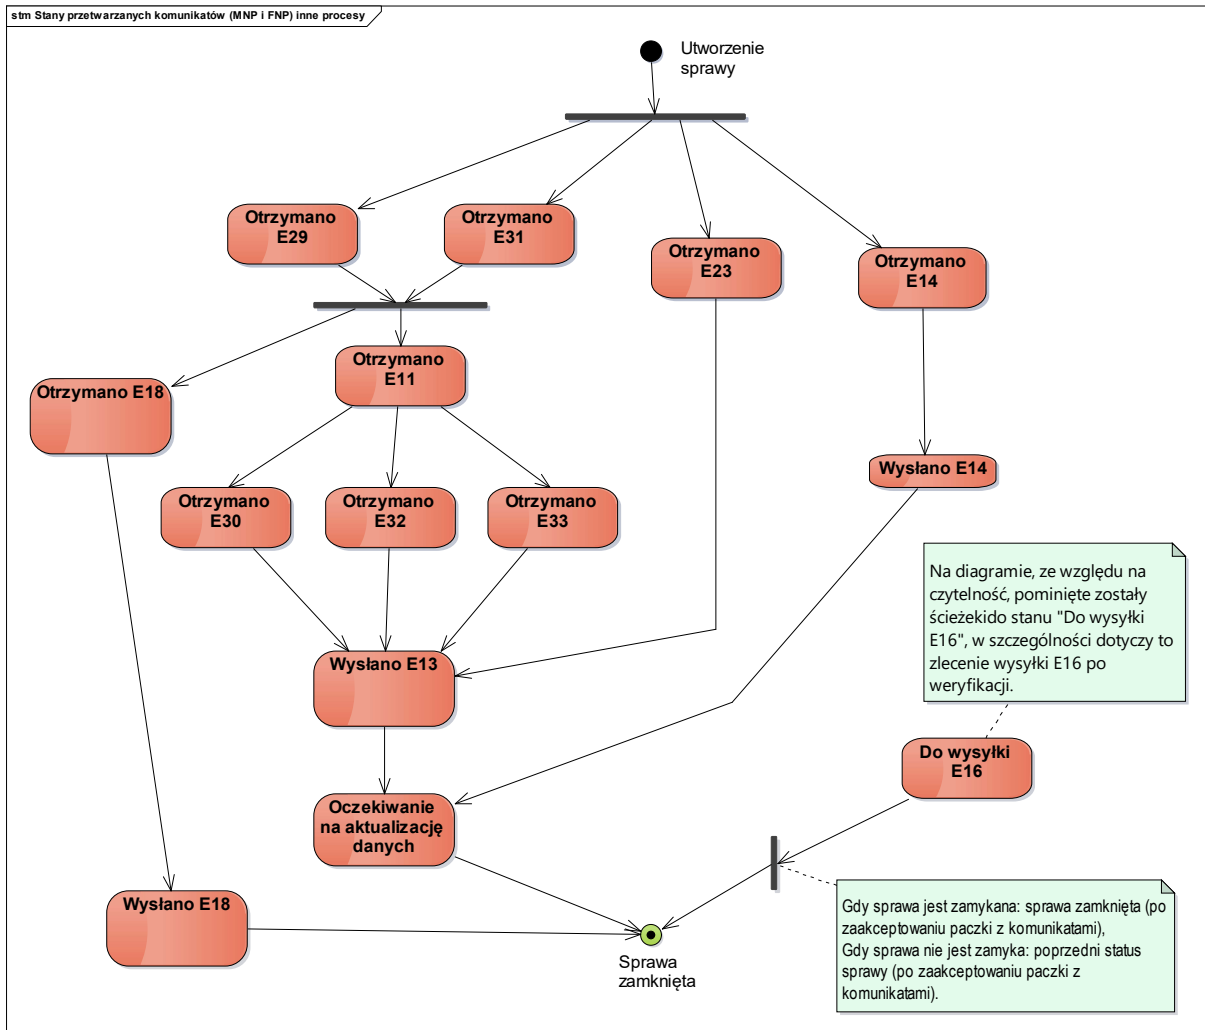 stm Stany przetwarzanych komunikatów (MNP i FNP) inne procesy
Utworzenie
sprawy
Otrzymano
E29
Otrzymano
E31
Otrzymano
E23
Otrzymano
E14
Otrzymano
E11
Otrzymano E18
Wysłano E14
Otrzymano
E30
Otrzymano
E32
Otrzymano
E33
Na diagramie, ze względu na
czytelność, pominięte zostały
ścieżekido stanu "Do wysyłki
E16", w szczególności dotyczy to
zlecenie wysyłki E16 po
weryfikacji.
Wysłano E13
Do wysyłki
E16
Oczekiwanie
na aktualizację
danych
Wysłano E18
Gdy sprawa jest zamykana: sprawa zamknięta (po
zaakceptowaniu paczki z komunikatami),
Gdy sprawa nie jest zamyka: poprzedni status
sprawy (po zaakceptowaniu paczki z
komunikatami).
Sprawa
zamknięta